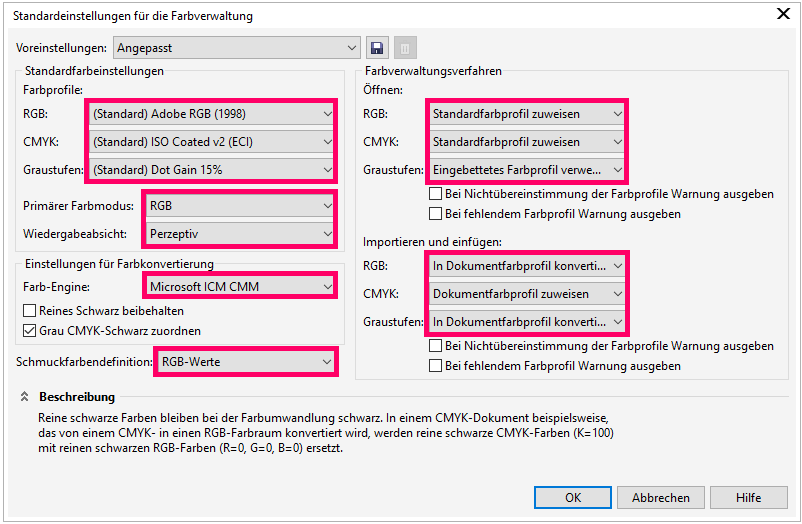 Standardeinstellungen für die Farbverwaltung
Voreinstellungen: Angepasst
Standardfarbeinstellungen
Farbprofile:
RGB: (Standard) Adobe RGB (1998)
CMYK: (Standard) ISO Coated v2 (ECI)
Graustufen: (Standard) Dot Gain 15%
Primärer Farbmodus: RGB
Wiedergabeabsicht: Perzeptiv
Einstellungen für Farbkonvertierung
Farb-Engine: Microsoft ICM CMM
Reines Schwarz beibehalten
Grau CMYK-Schwarz zuordnen
Schmuckfarbendefinition: RGB-Werte
Farbverwaltungsverfahren
Öffnen:
RGB: Standardfarbprofil zuweisen
CMYK: Standardfarbprofil zuweisen
Graustufen: Eingebettetes Farbprofil verwe...
Bei Nichtübereinstimmung der Farbprofile Warnung ausgeben
Bei fehlendem Farbprofil Warnung ausgeben
Importieren und einfügen:
RGB: In Dokumentfarbprofil konverti...
CMYK: Dokumentfarbprofil zuweisen
Graustufen: In Dokumentfarbprofil konverti...
Bei Nichtübereinstimmung der Farbprofile Warnung ausgeben
Bei fehlendem Farbprofil Warnung ausgeben
Beschreibung
Reine schwarze Farben bleiben bei der Farbumwandlung schwarz. In einem CMYK-Dokument beispielsweise,
das von einem CMYK- in einen RGB-Farbraum konvertiert wird, werden reine schwarze CMYK-Farben (K=100)
mit reinen schwarzen RGB-Farben (R=0, G=0, B=0) ersetzt.
OK Abbrechen Hilfe